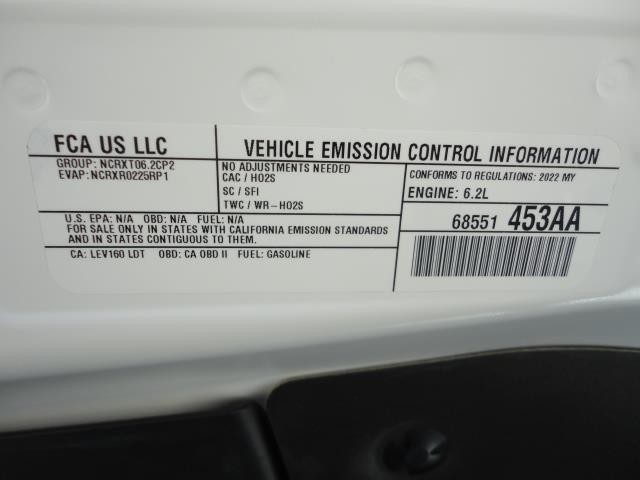 FCA US LLC
GROUP: NCRXT06.2CP2
EVAP: NCRXR0225RP1
VEHICLE EMISSION CONTROL INFORMATION
NO ADJUSTMENTS NEEDED
CAC / HO2S
SC / SFI
TWC / WR-HO2S
CONFORMS TO REGULATIONS: 2022 MY
ENGINE: 6.2L
U.S. EPA: N/A OBD: N/A FUEL: N/A
FOR SALE ONLY IN STATES WITH CALIFORNIA EMISSION STANDARDS
AND IN STATES CONTIGUOUS TO THEM.
68551 453AA
CA: LEV160 LDT OBD: CA OBD II FUEL: GASOLINE